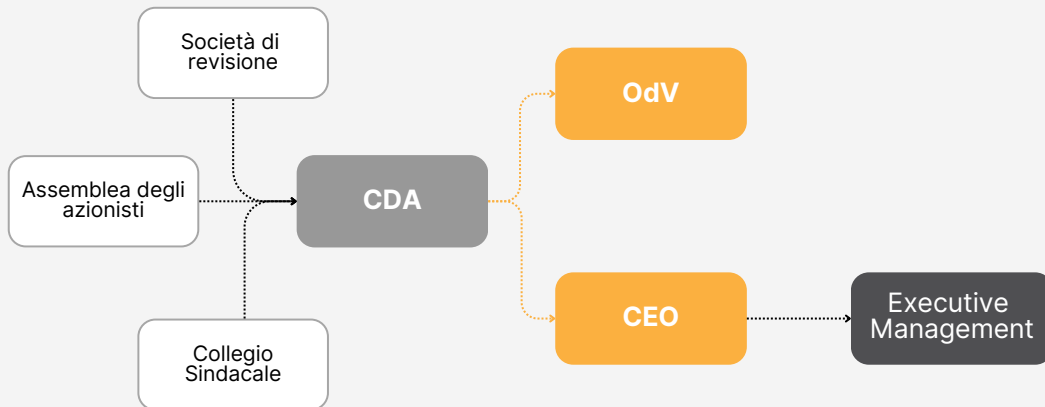 Società di
revisione
OdV
Assemblea degli
azionisti
CDA
CEO
Executive
Management
Collegio
Sindacale